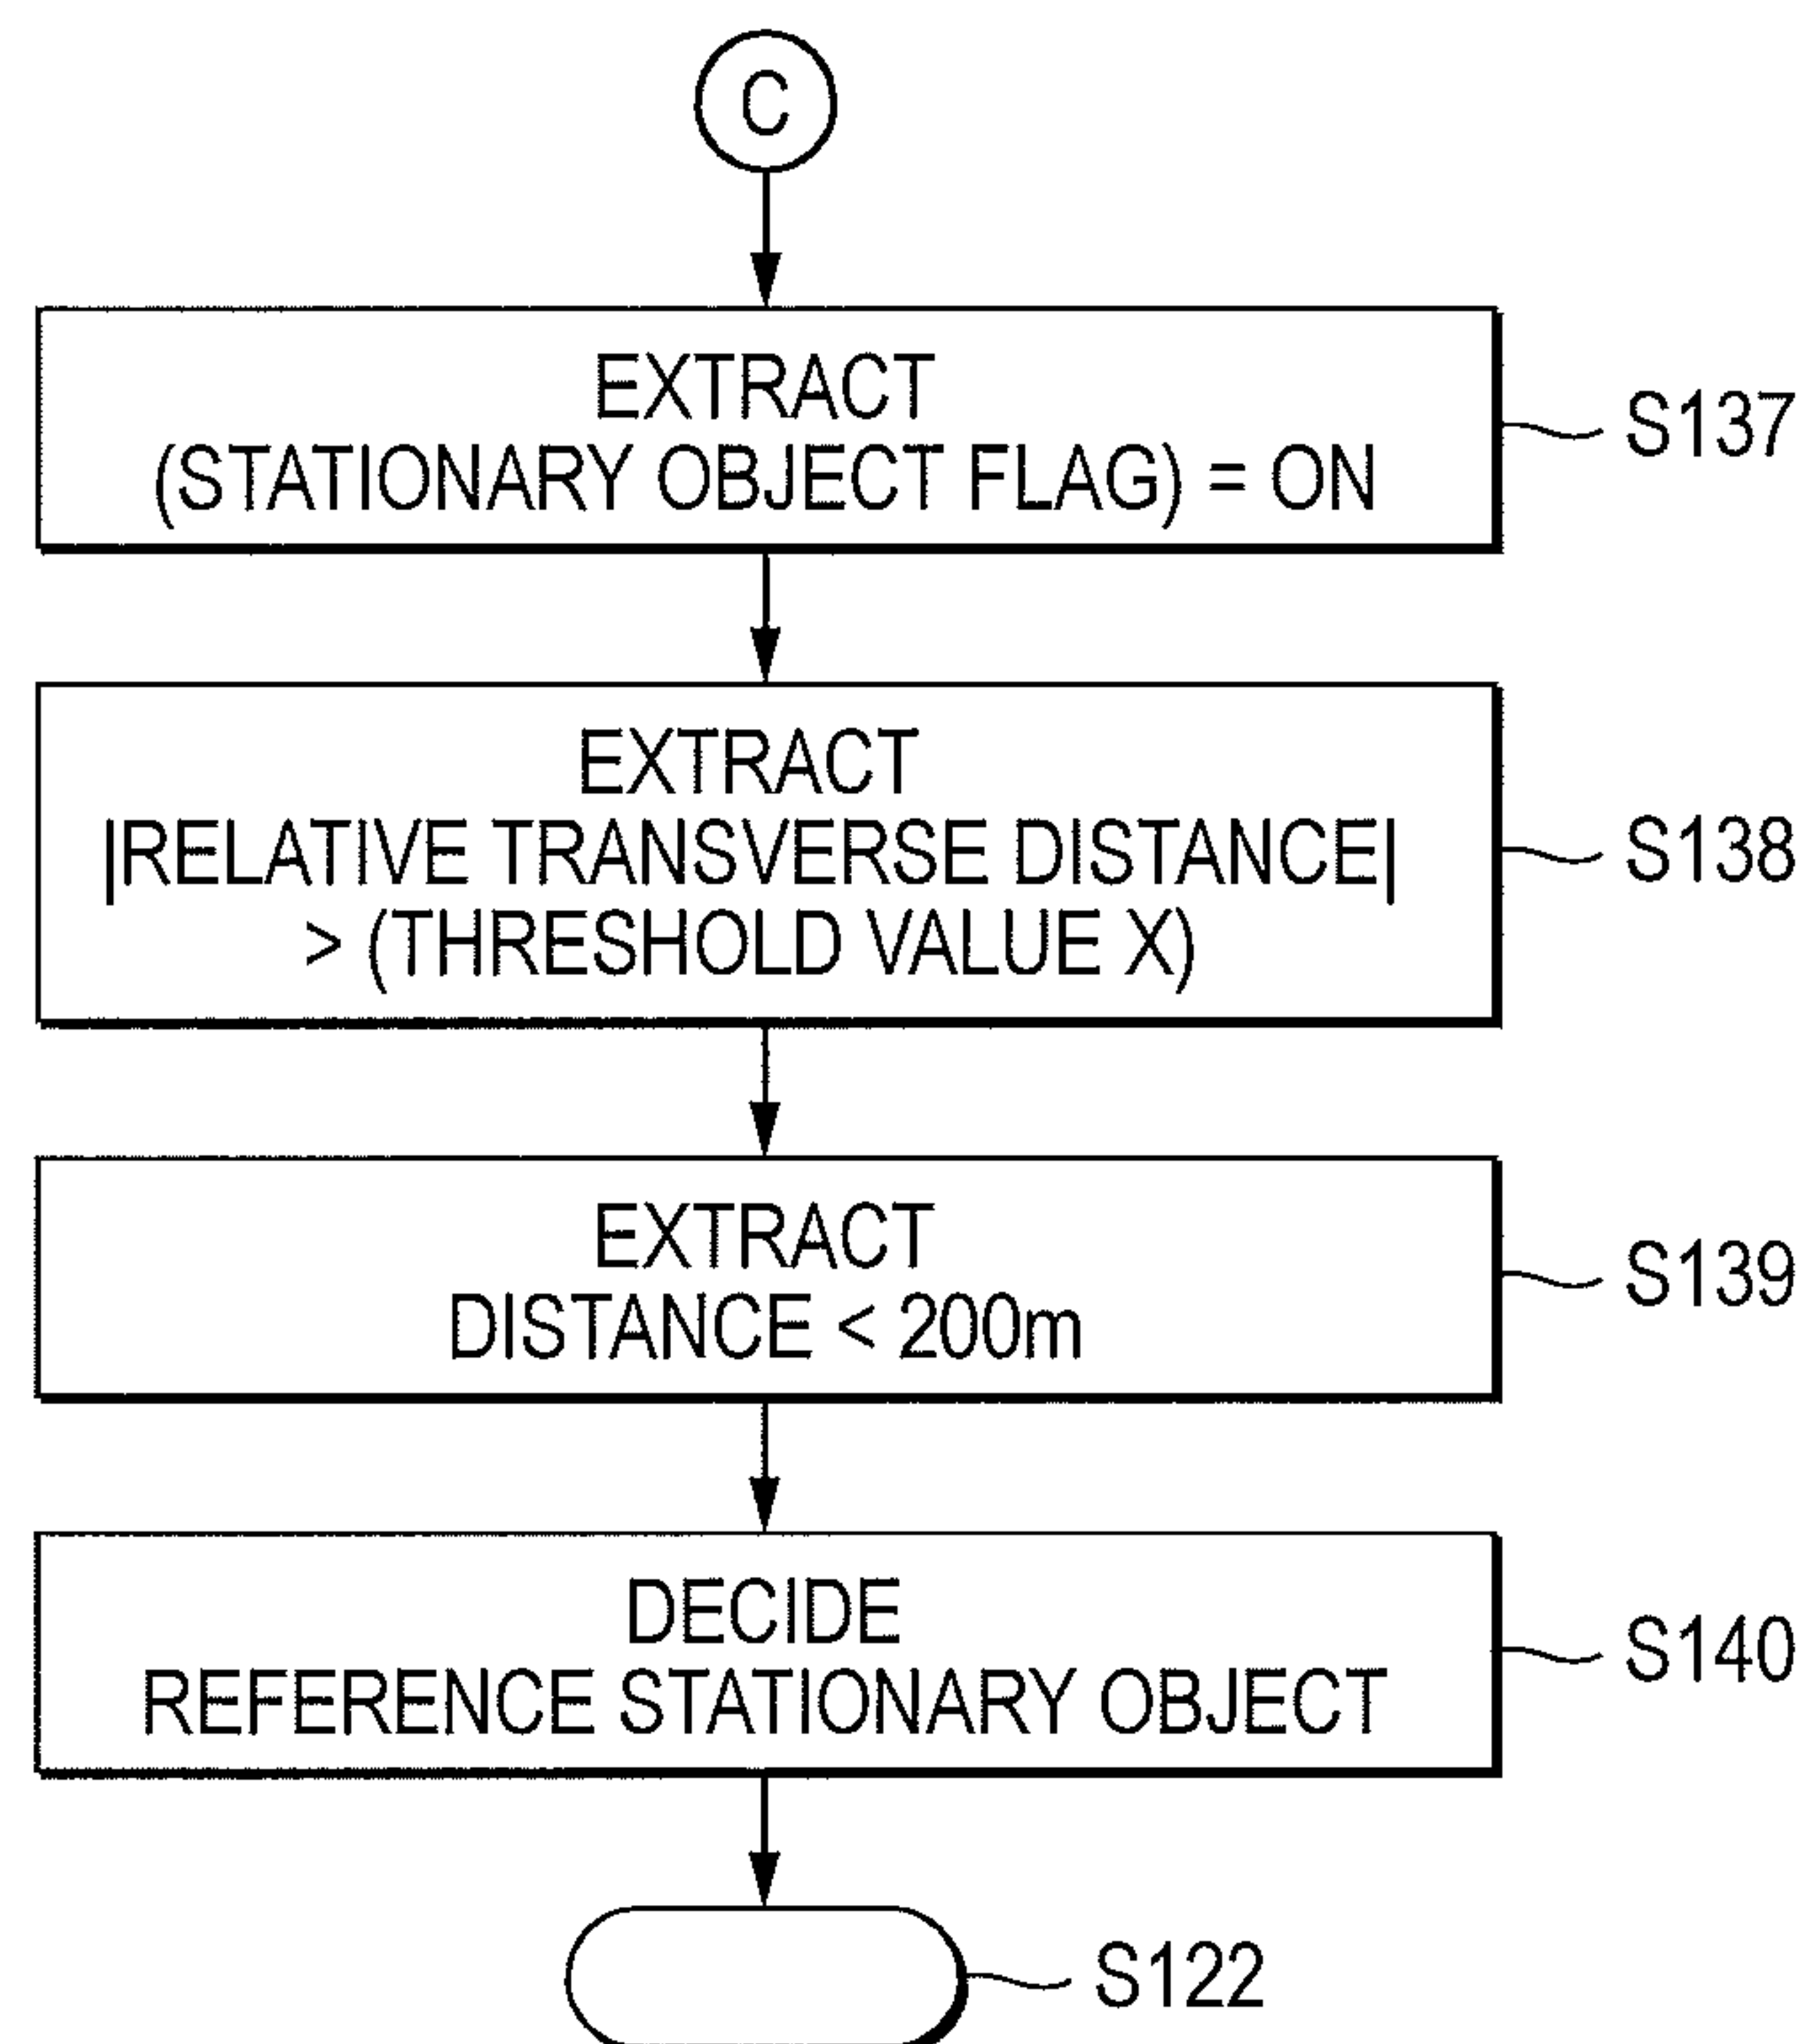 C
EXTRACT
(STATIONARY OBJECT FLAG) = ON
S137
EXTRACT
|RELATIVE TRANSVERSE DISTANCE|
> (THRESHOLD VALUE X)
S138
EXTRACT
DISTANCE < 200m
S139
DECIDE
REFERENCE STATIONARY OBJECT
S140
S122